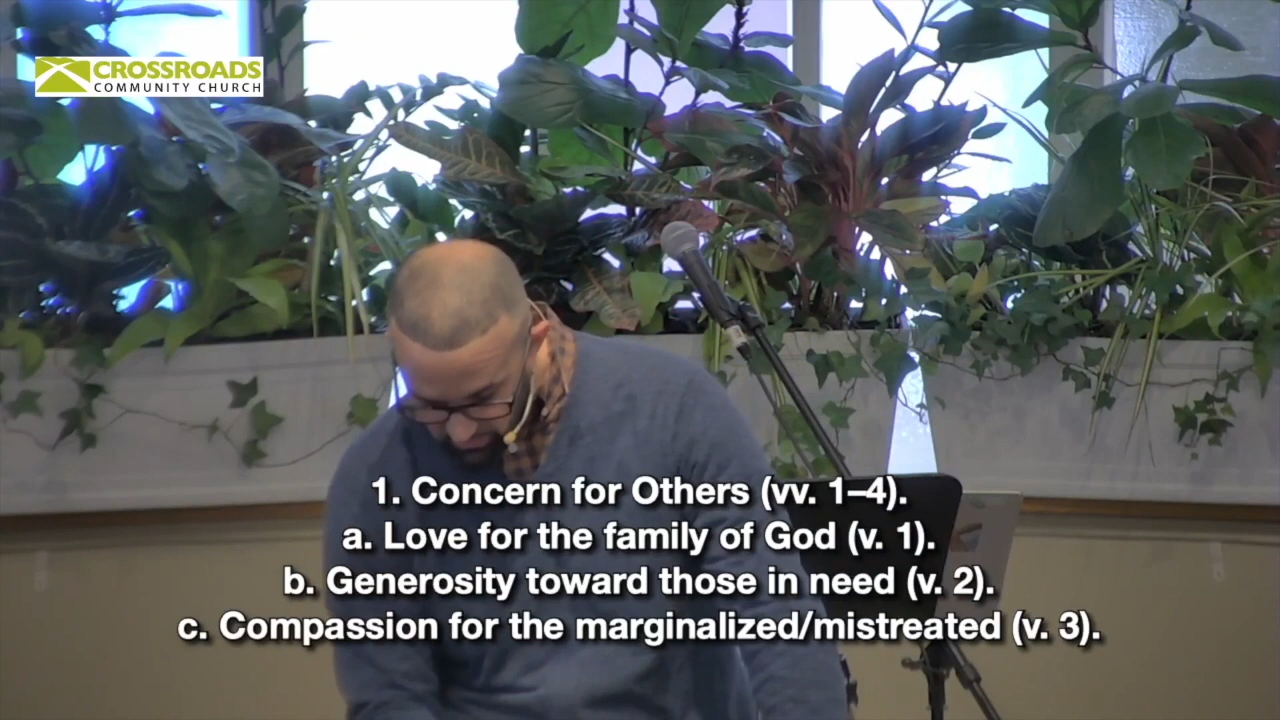 CROSSROADS
COMMUNITY CHURCH
1. Concern for Others (vv. 1–4).
a. Love for the family of God (v. 1).
b. Generosity toward those in need (v. 2).
c. Compassion for the marginalized/mistreated (v. 3).